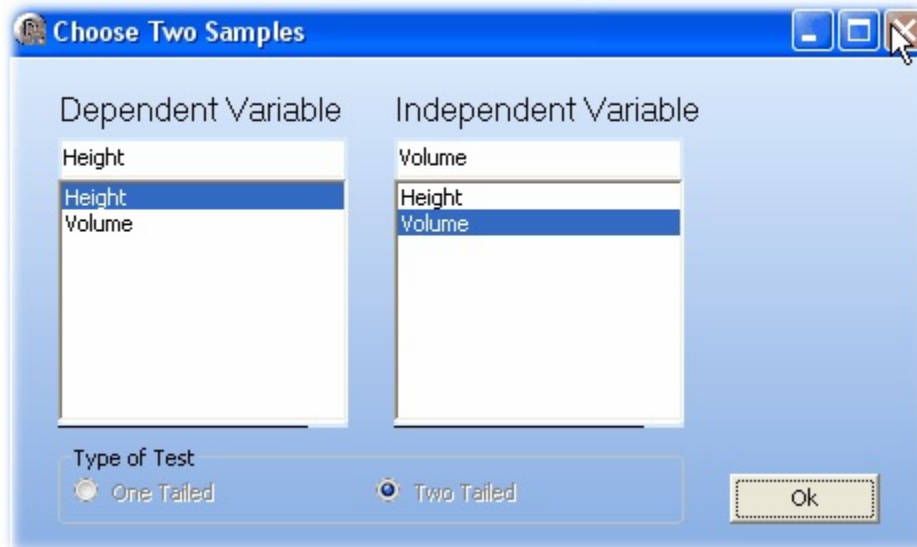 Choose Two Samples
Dependent Variable
Independent Variable
Height
Volume
Height
Volume
Height
Volume
Type of Test
One Tailed
Two Tailed
Ok